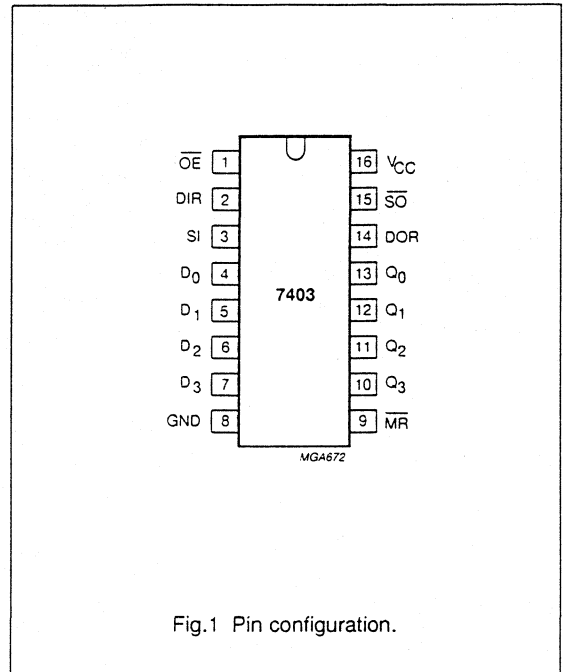 OE 1 16 VCC
DIR 2 15 SO
SI 3 14 DOR
D0 4 13 Q0
7403
D1 5 12 Q1
D2 6 11 Q2
D3 7 10 Q3
GND 8 9 MR
MGA672
Fig.1 Pin configuration.